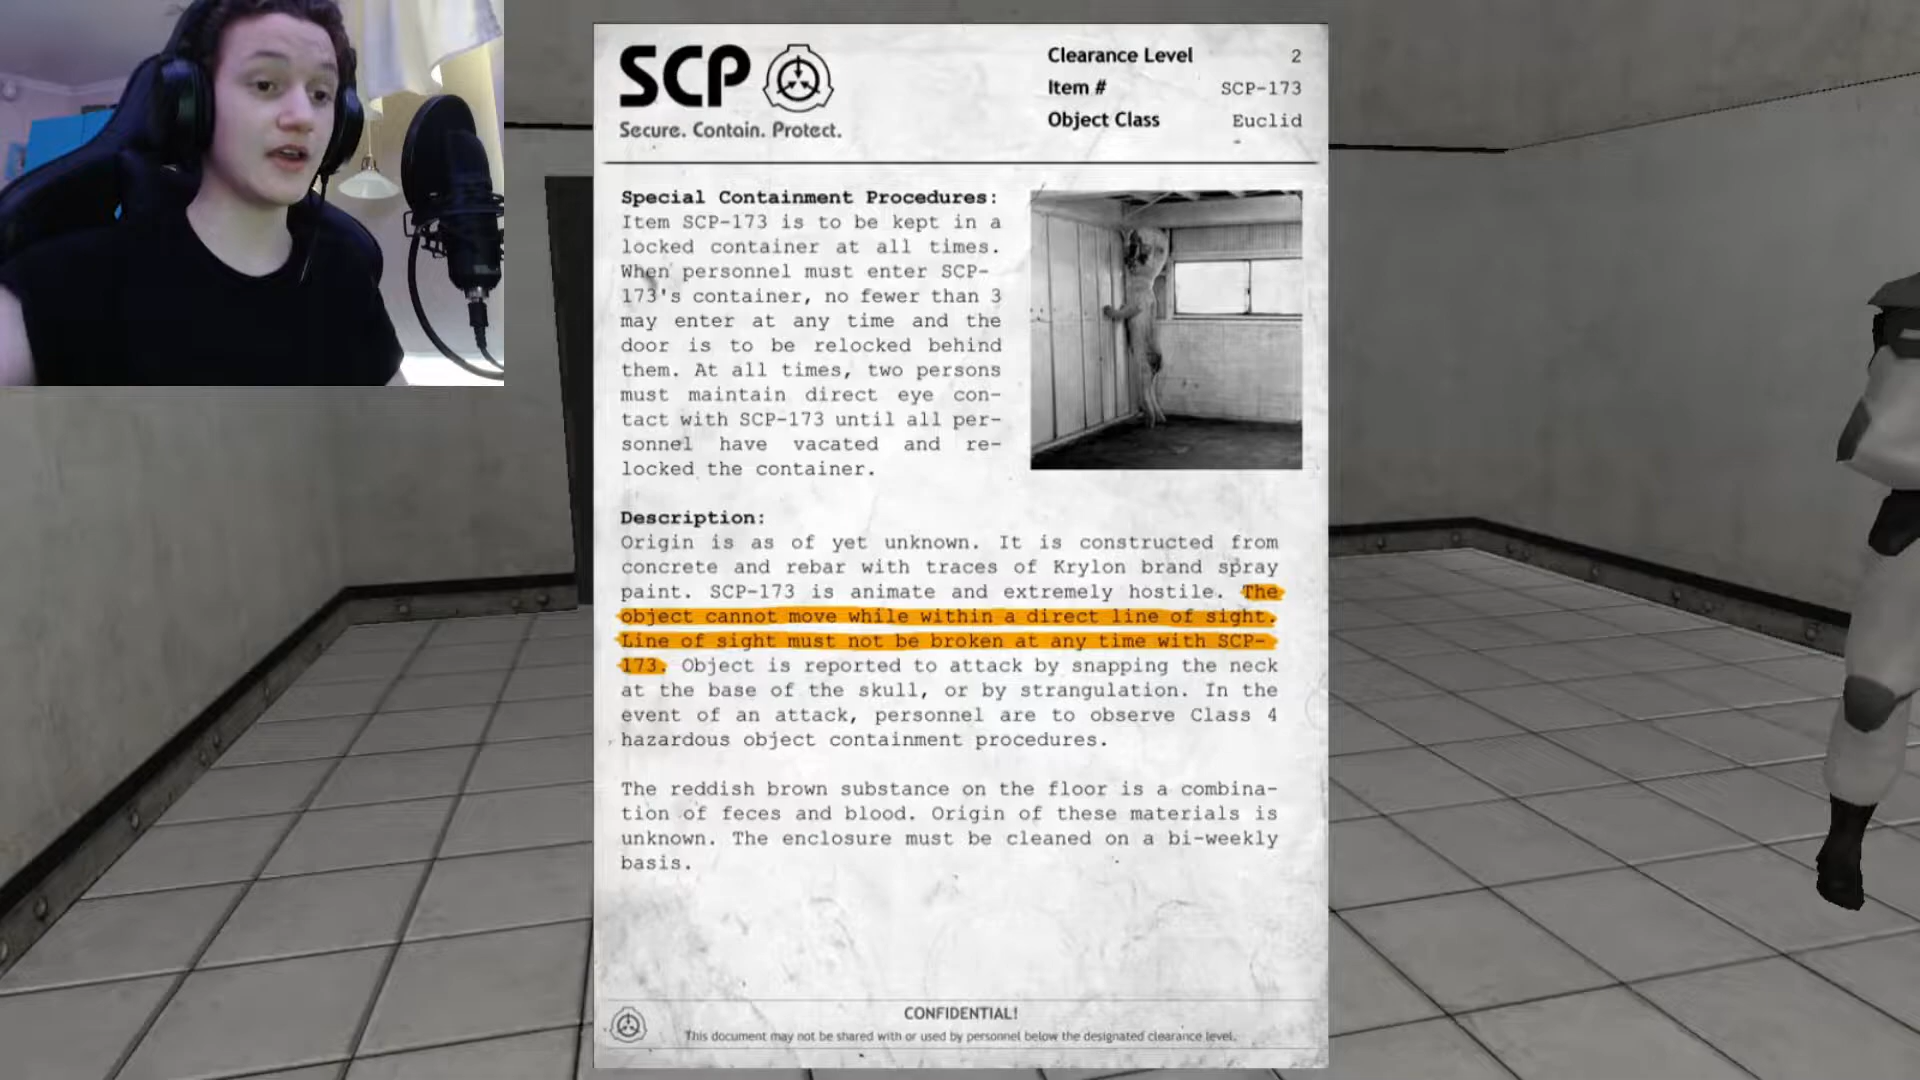 SCP
Secure. Contain. Protect.
Clearance Level 2
Item # SCP-173
Object Class Euclid
Special Containment Procedures:
Item SCP-173 is to be kept in a
locked container at all times.
When personnel must enter SCP-
173's container, no fewer than 3
may enter at any time and the
door is to be relocked behind
them. At all times, two persons
must maintain direct eye con-
tact with SCP-173 until all per-
sonnel have vacated and re-
locked the container.
Description:
Origin is as of yet unknown. It is constructed from
concrete and rebar with traces of Krylon brand spray
paint. SCP-173 is animate and extremely hostile. The
object cannot move while within a direct line of sight.
Line of sight must not be broken at any time with SCP-
173. Object is reported to attack by snapping the neck
at the base of the skull, or by strangulation. In the
event of an attack, personnel are to observe Class 4
hazardous object containment procedures.
The reddish brown substance on the floor is a combina-
tion of feces and blood. Origin of these materials is
unknown. The enclosure must be cleaned on a bi-weekly
basis.
CONFIDENTIAL!
This document may not be shared with or used by personnel below the designated clearance level.